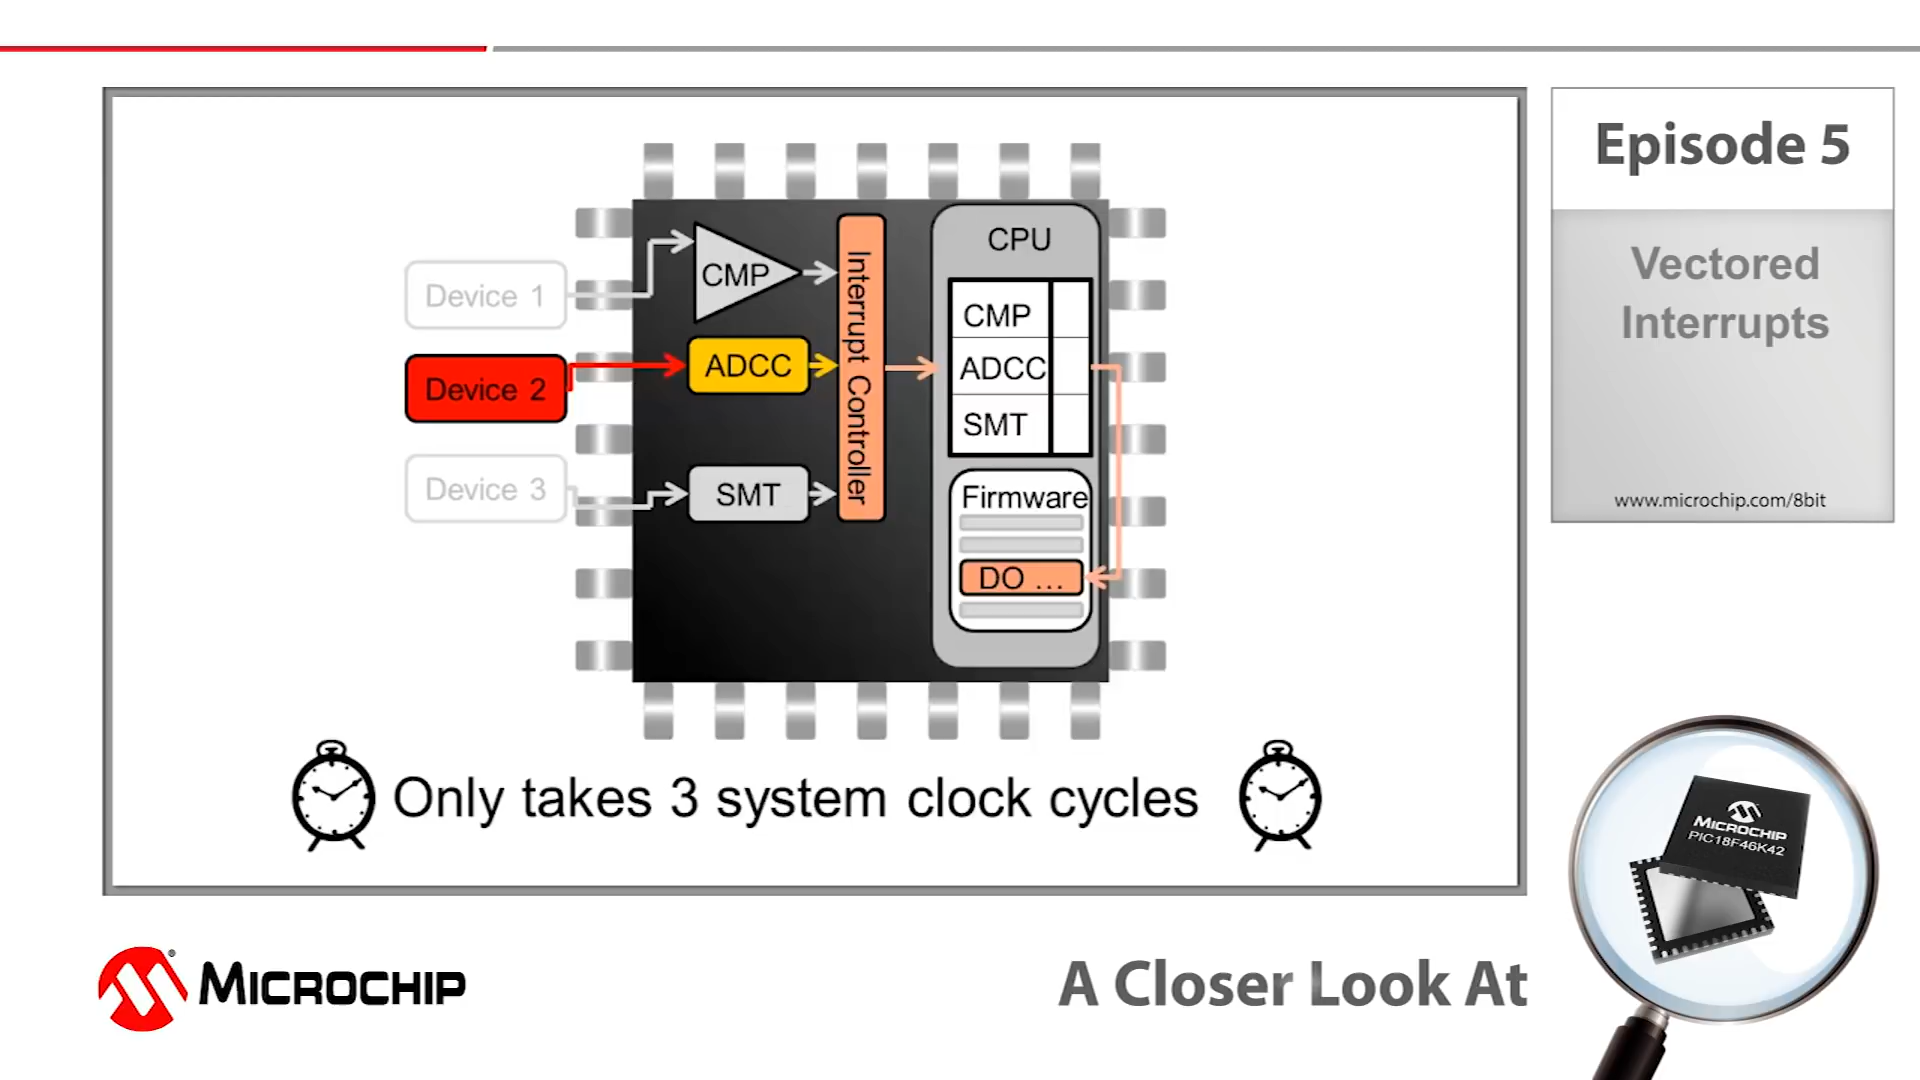 Episode 5
Vectored
Interrupts
www.microchip.com/8bit
Device 1
Device 2
Device 3
CMP
ADCC
SMT
Interrupt Controller
CPU
CMP
ADCC
SMT
Firmware
DO ...
Only takes 3 system clock cycles
MICROCHIP
PIC18F46K42
® MICROCHIP
A Closer Look At